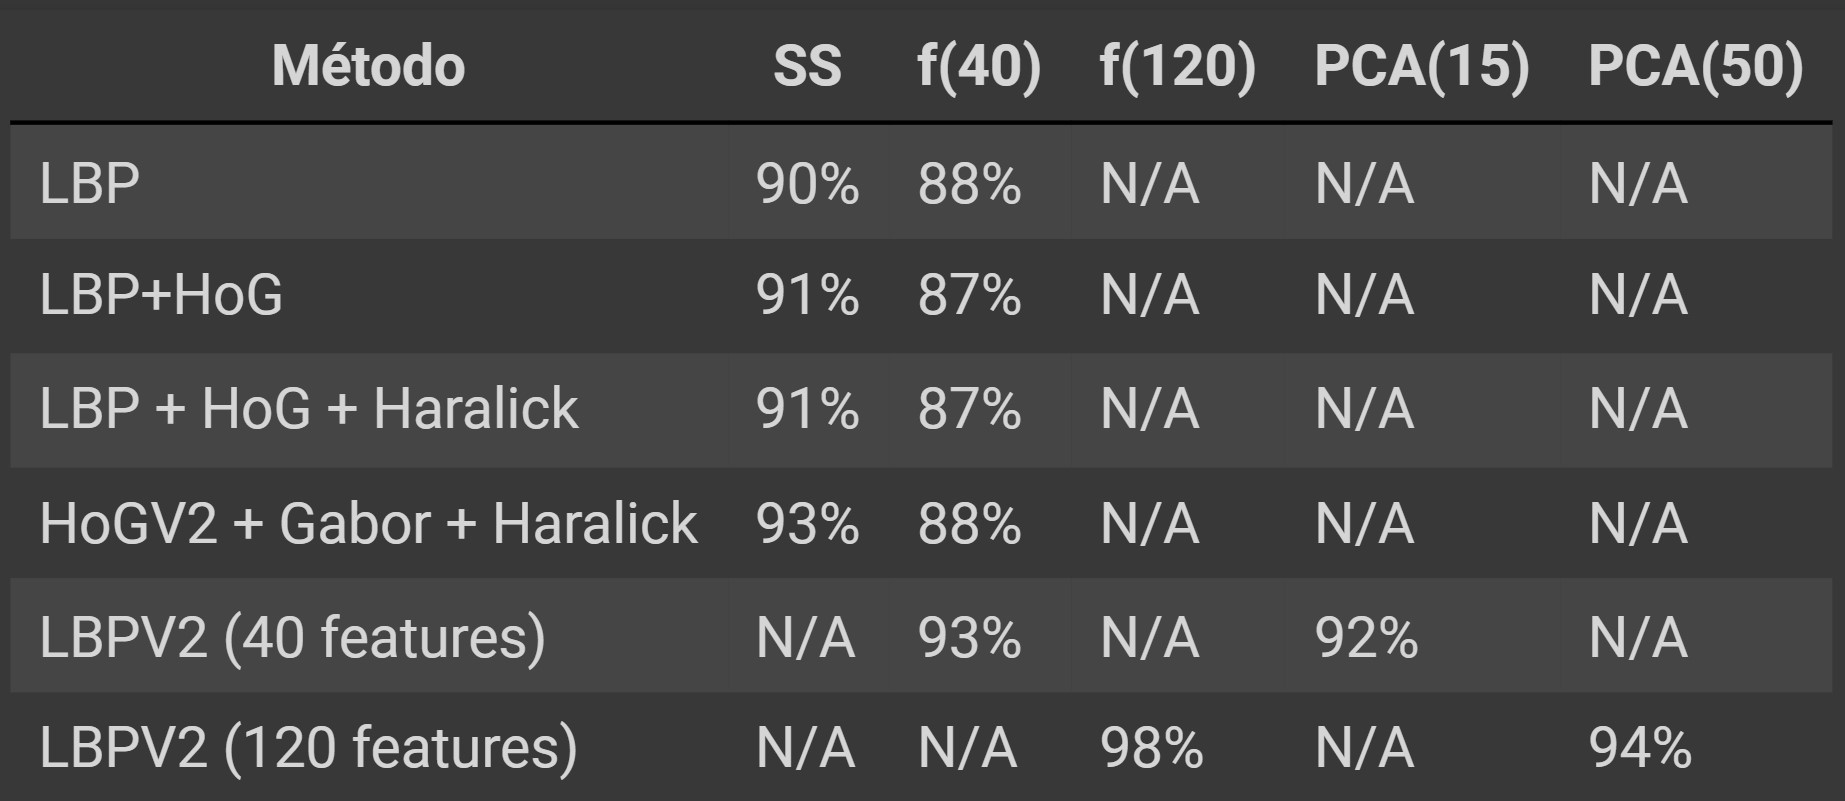 Método SS f(40) f(120) PCA(15) PCA(50)
LBP 90% 88% N/A N/A N/A
LBP+HoG 91% 87% N/A N/A N/A
LBP + HoG + Haralick 91% 87% N/A N/A N/A
HoGV2 + Gabor + Haralick 93% 88% N/A N/A N/A
LBPV2 (40 features) N/A 93% N/A 92% N/A
LBPV2 (120 features) N/A N/A 98% N/A 94%